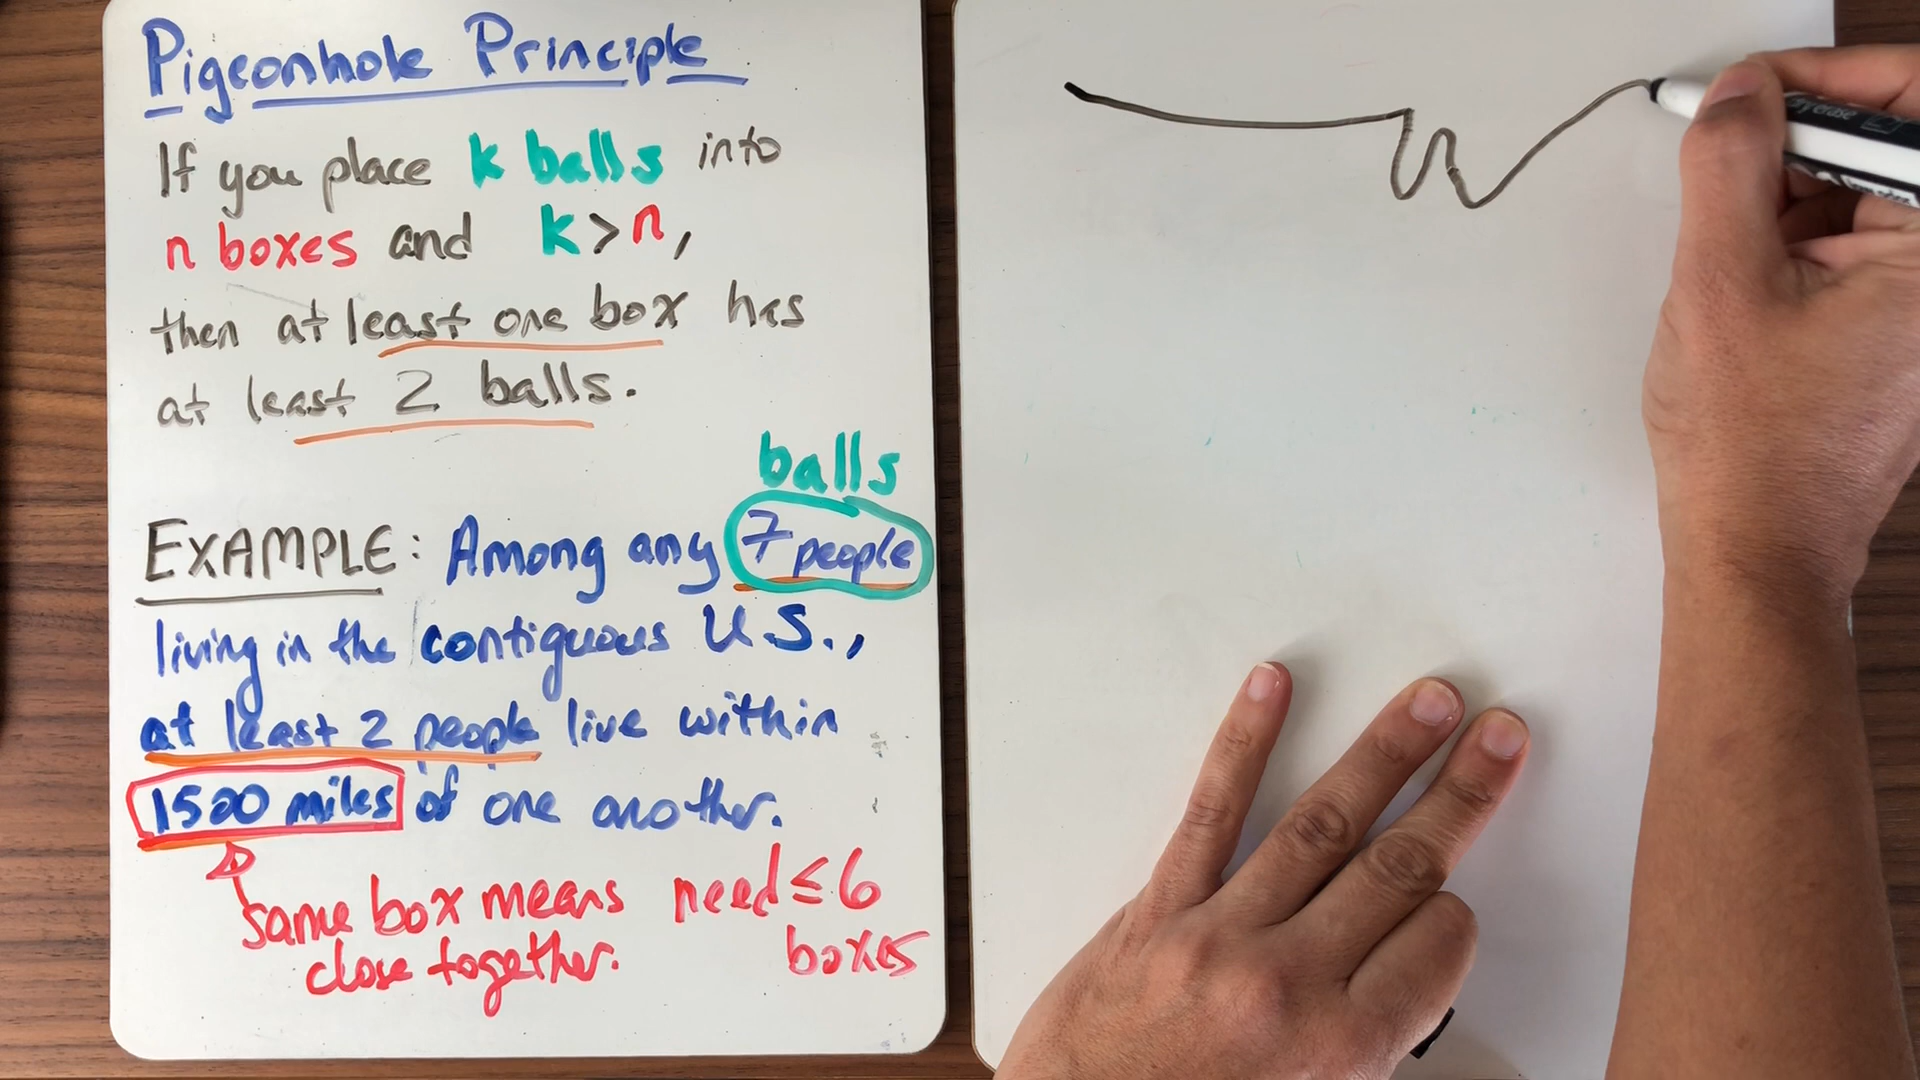 Pigeonhole Principle
If you place k balls into
n boxes and k>n,
then at least one box has
at least 2 balls.
balls
EXAMPLE: Among any 7 people
living in the contiguous U.S.,
at least 2 people live within
1500 miles of one another.
same box means
close together.
need ≤ 6
boxes